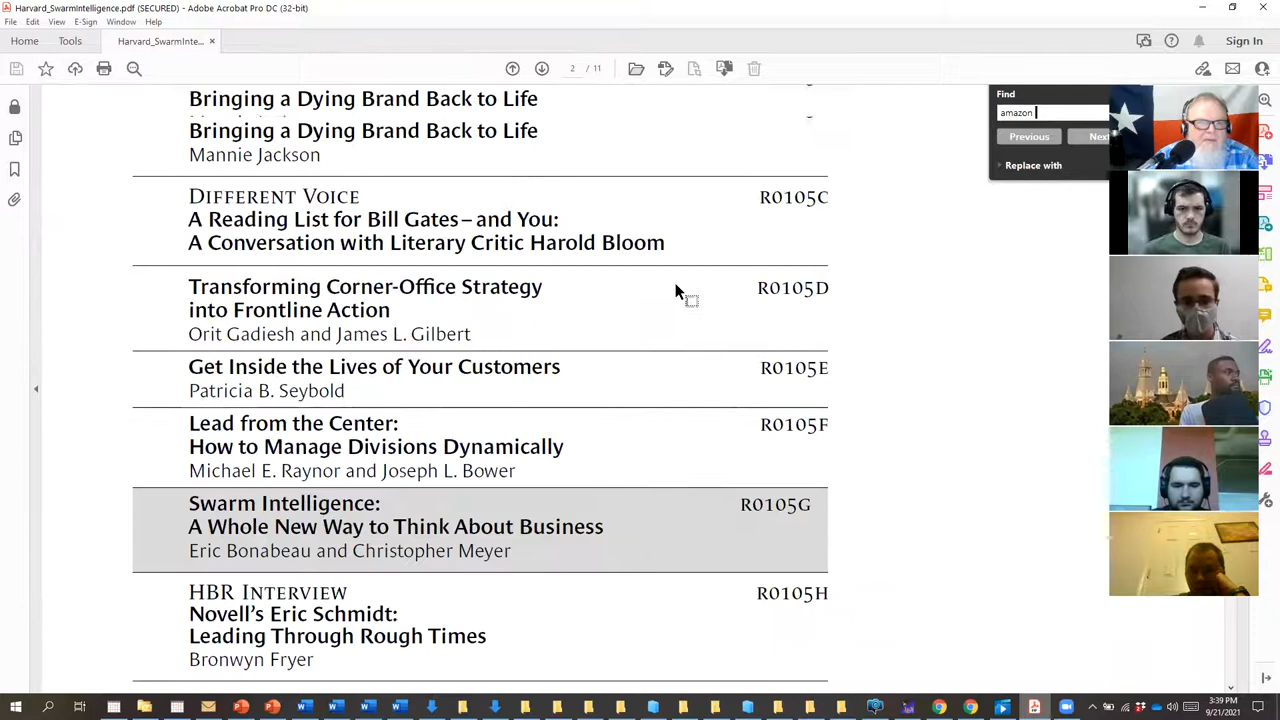 Harvard_SwarmIntelligence.pdf (SECURED) - Adobe Acrobat Pro DC (32-bit)
File Edit View E-Sign Window Help
Home Tools Harvard_SwarmInte... × Sign In
2 / 11
Find
amazon
Previous Next
Replace with
Bringing a Dying Brand Back to Life
Bringing a Dying Brand Back to Life
Mannie Jackson
DIFFERENT VOICE R0105C
A Reading List for Bill Gates – and You:
A Conversation with Literary Critic Harold Bloom
Transforming Corner-Office Strategy R0105D
into Frontline Action
Orit Gadiesh and James L. Gilbert
Get Inside the Lives of Your Customers R0105E
Patricia B. Seybold
Lead from the Center: R0105F
How to Manage Divisions Dynamically
Michael E. Raynor and Joseph L. Bower
Swarm Intelligence: R0105G
A Whole New Way to Think About Business
Eric Bonabeau and Christopher Meyer
HBR INTERVIEW R0105H
Novell's Eric Schmidt:
Leading Through Rough Times
Bronwyn Fryer
3:39 PM
9/21/2021